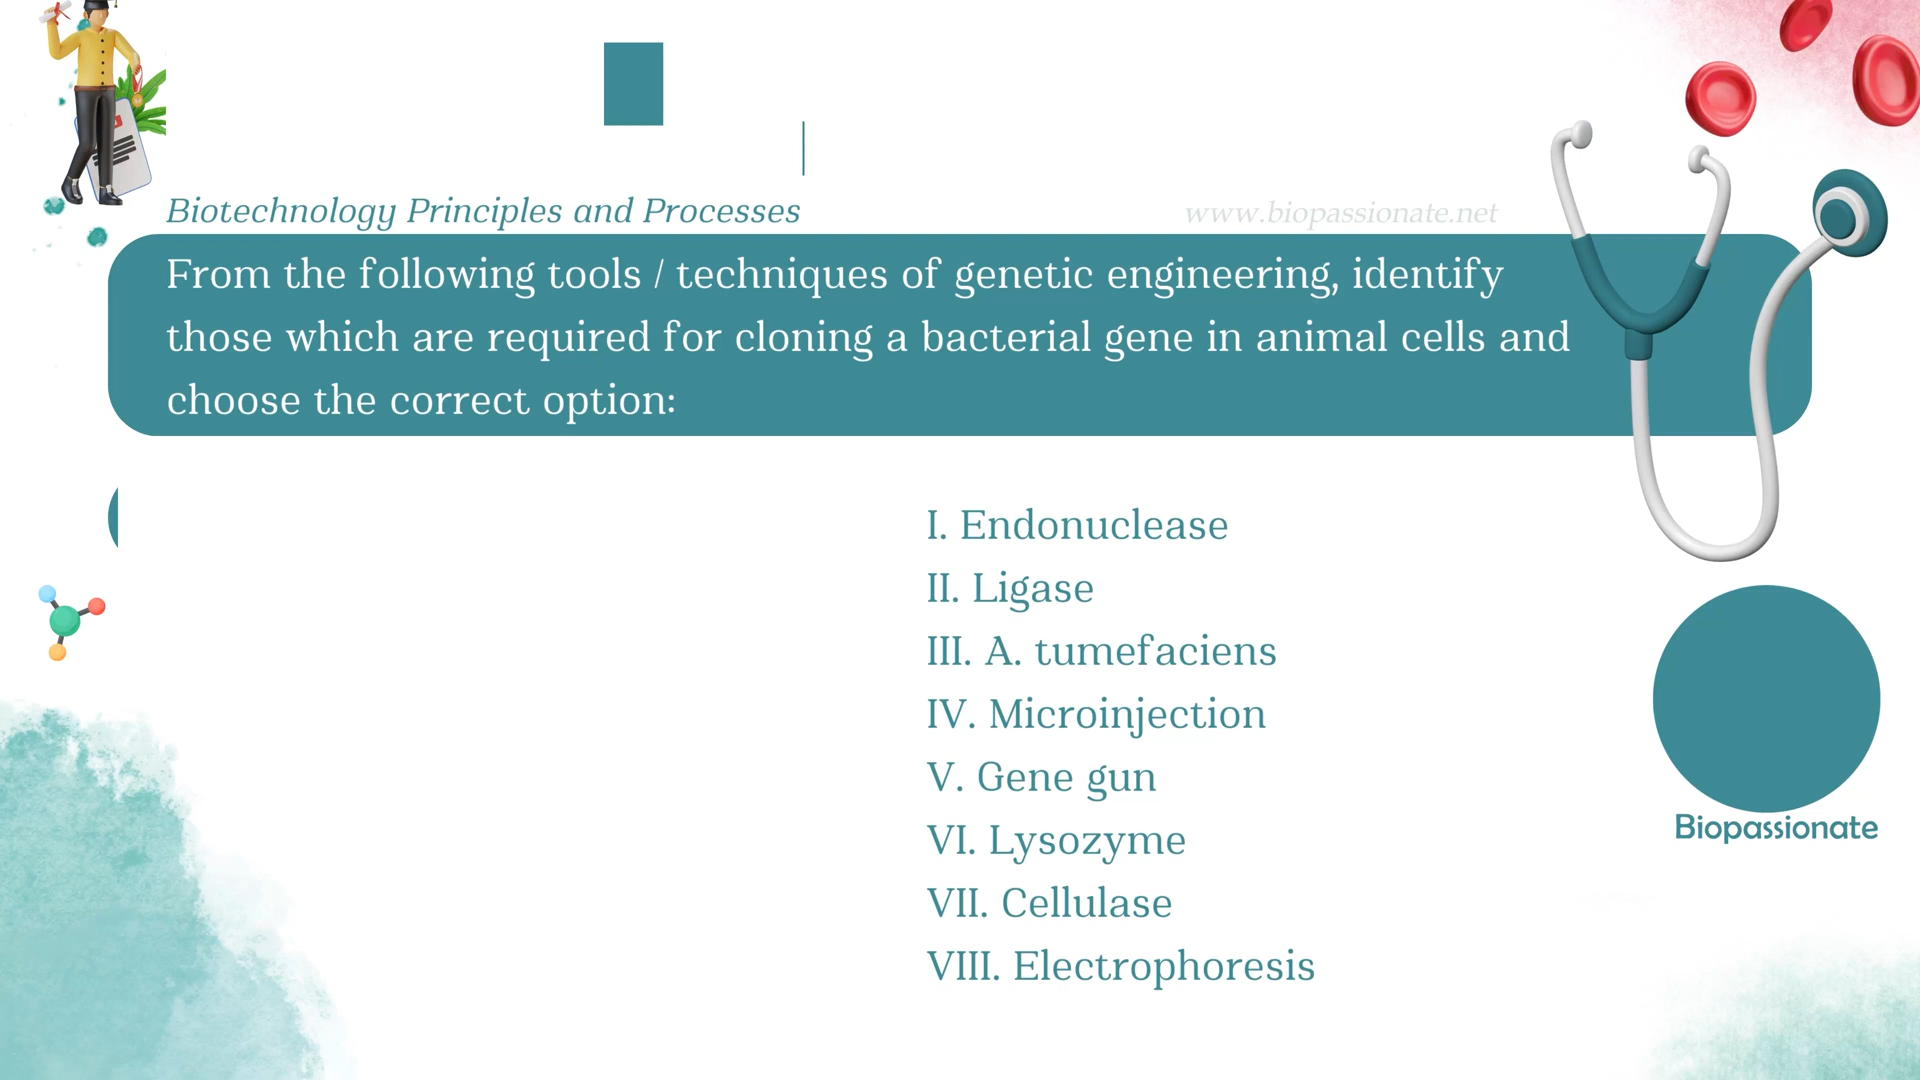 Biotechnology Principles and Processes
www.biopassionate.net
From the following tools / techniques of genetic engineering, identify
those which are required for cloning a bacterial gene in animal cells and
choose the correct option:
I. Endonuclease
II. Ligase
III. A. tumefaciens
IV. Microinjection
V. Gene gun
VI. Lysozyme
VII. Cellulase
VIII. Electrophoresis
Biopassionate